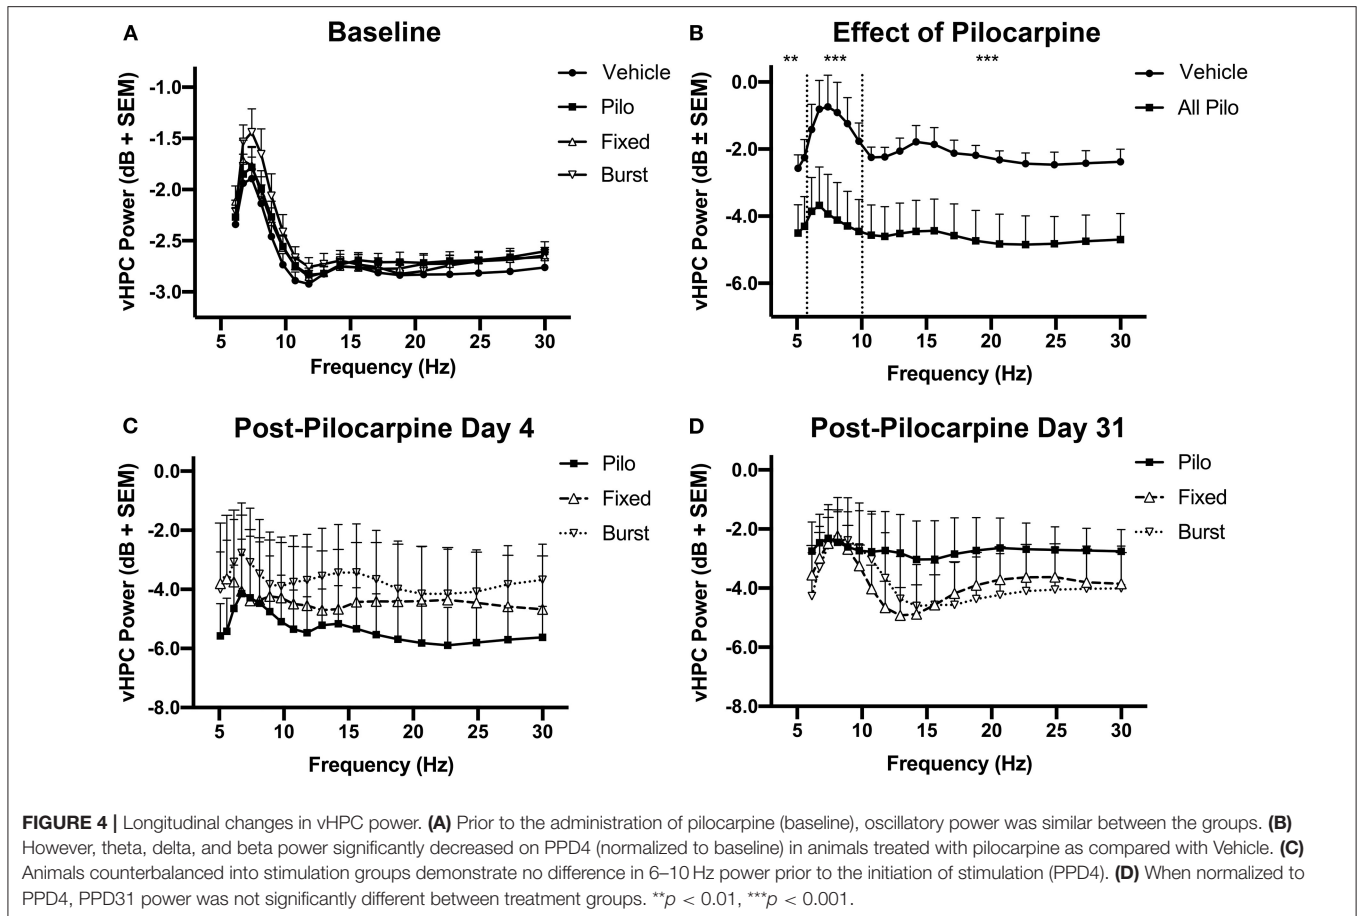 A
Baseline
vHPC Power (dB + SEM)
-1.0
-1.5
-2.0
-2.5
-3.0
5 10 15 20 25 30
Frequency (Hz)
Vehicle
Pilo
Fixed
Burst
B
Effect of Pilocarpine
** *** ***
vHPC Power (dB ± SEM)
0.0
-2.0
-4.0
-6.0
5 10 15 20 25 30
Frequency (Hz)
Vehicle
All Pilo
C
Post-Pilocarpine Day 4
vHPC Power (dB + SEM)
0.0
-2.0
-4.0
-6.0
-8.0
5 10 15 20 25 30
Frequency (Hz)
Pilo
Fixed
Burst
D
Post-Pilocarpine Day 31
vHPC Power (dB + SEM)
0.0
-2.0
-4.0
-6.0
-8.0
5 10 15 20 25 30
Frequency (Hz)
Pilo
Fixed
Burst
FIGURE 4 | Longitudinal changes in vHPC power. (A) Prior to the administration of pilocarpine (baseline), oscillatory power was similar between the groups. (B)
However, theta, delta, and beta power significantly decreased on PPD4 (normalized to baseline) in animals treated with pilocarpine as compared with Vehicle. (C)
Animals counterbalanced into stimulation groups demonstrate no difference in 6–10 Hz power prior to the initiation of stimulation (PPD4). (D) When normalized to
PPD4, PPD31 power was not significantly different between treatment groups. **p < 0.01, ***p < 0.001.